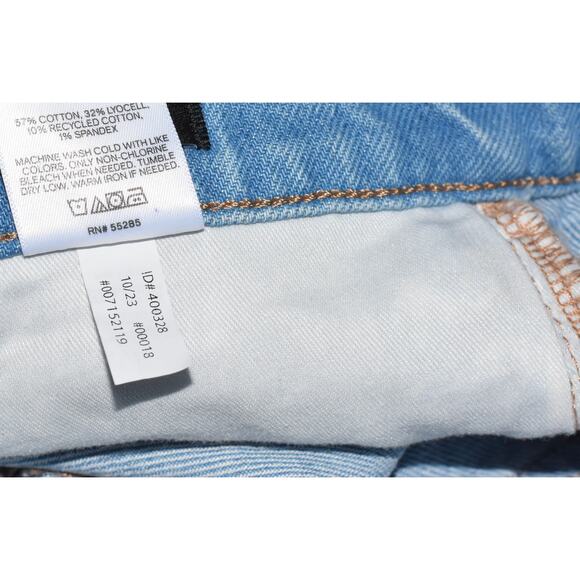 57% COTTON, 32% LYOCELL,
10% RECYCLED COTTON,
1% SPANDEX
MACHINE WASH COLD WITH LIKE
COLORS, ONLY NON-CHLORINE
BLEACH WHEN NEEDED. TUMBLE
DRY LOW. WARM IRON IF NEEDED.
RN# 55285
ID# 400328
10/23 #00018
#007152119